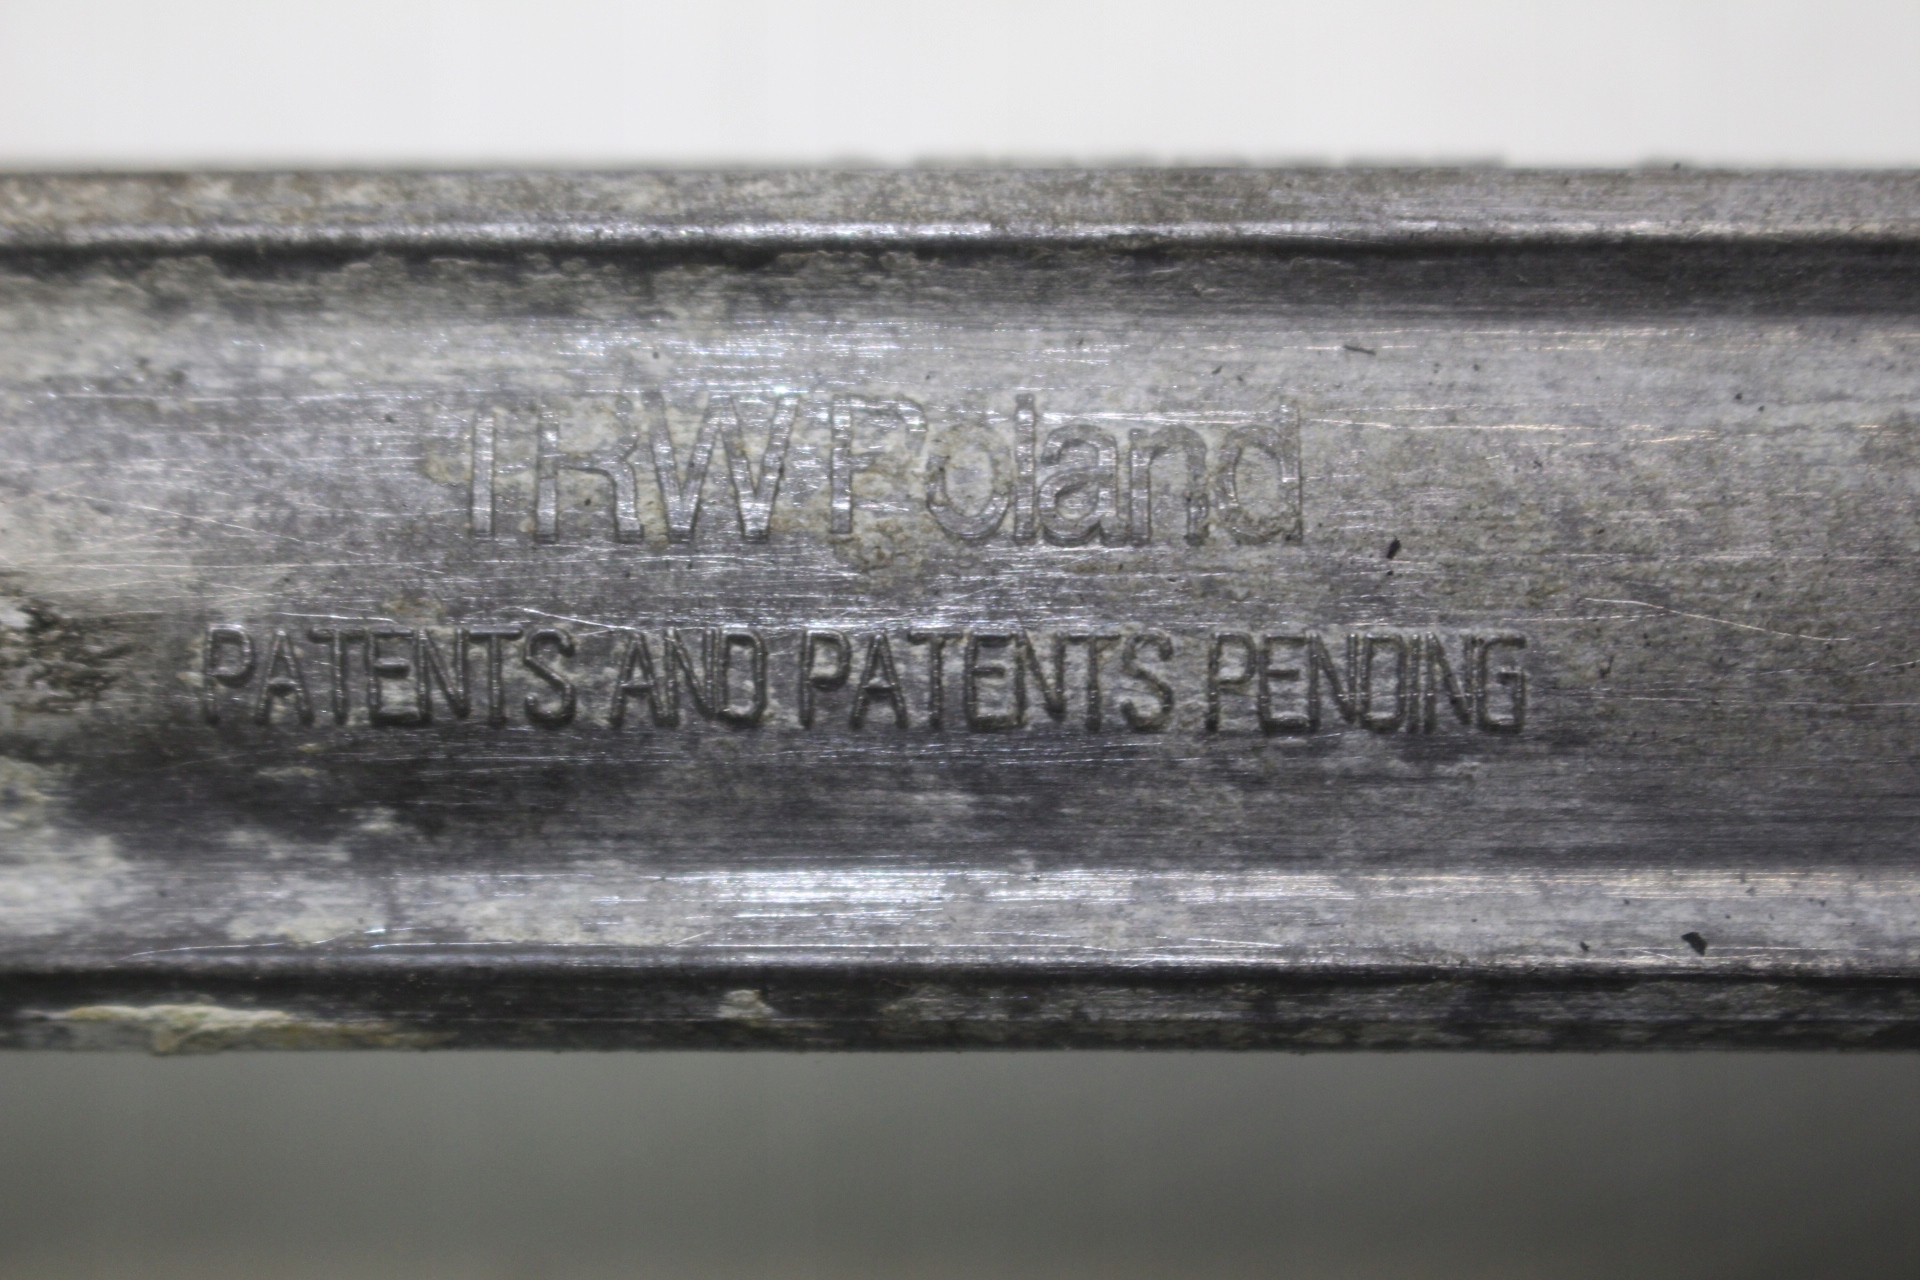 TRW Poland
PATENTS AND PATENTS PENDING